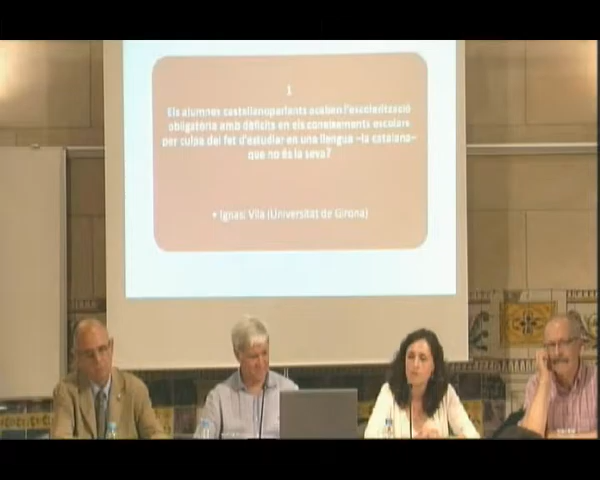 1
Els alumnes castellanoparlants acaben l'escolarització
obligatòria amb dèficits en els coneixements escolars
per culpa del fet d'estudiar en una llengua –la catalana–
que no és la seva?
• Ignasi Vila (Universitat de Girona)